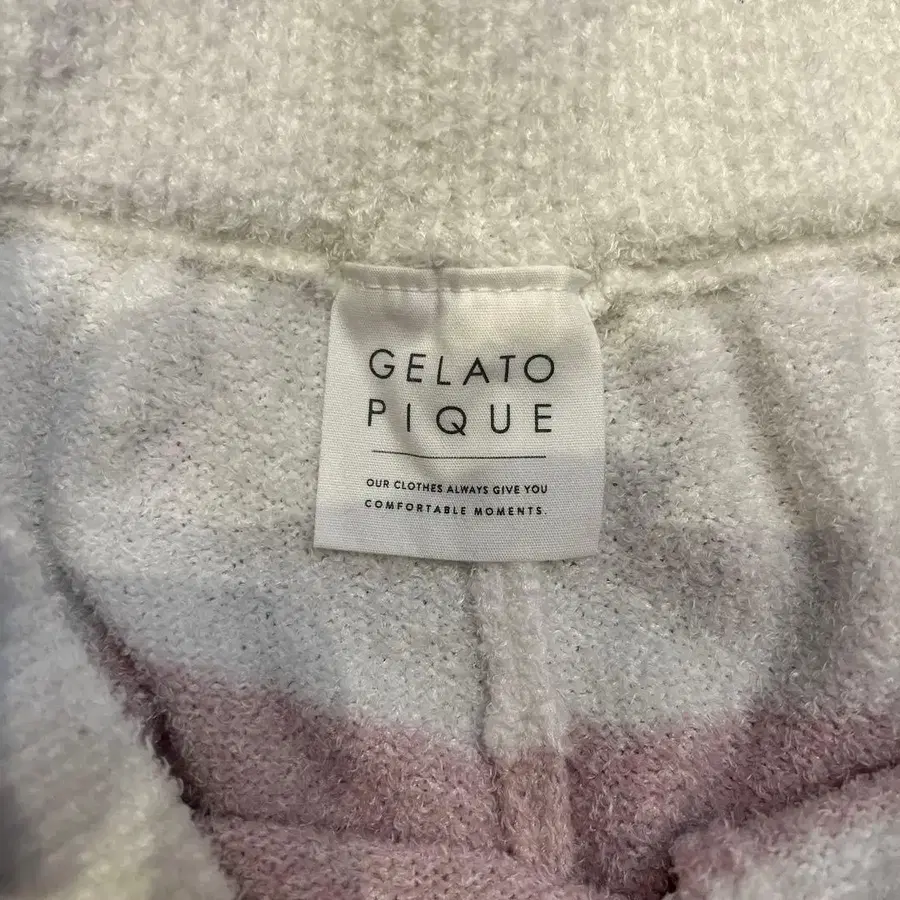 GELATO
PIQUE
OUR CLOTHES ALWAYS GIVE YOU
COMFORTABLE MOMENTS.